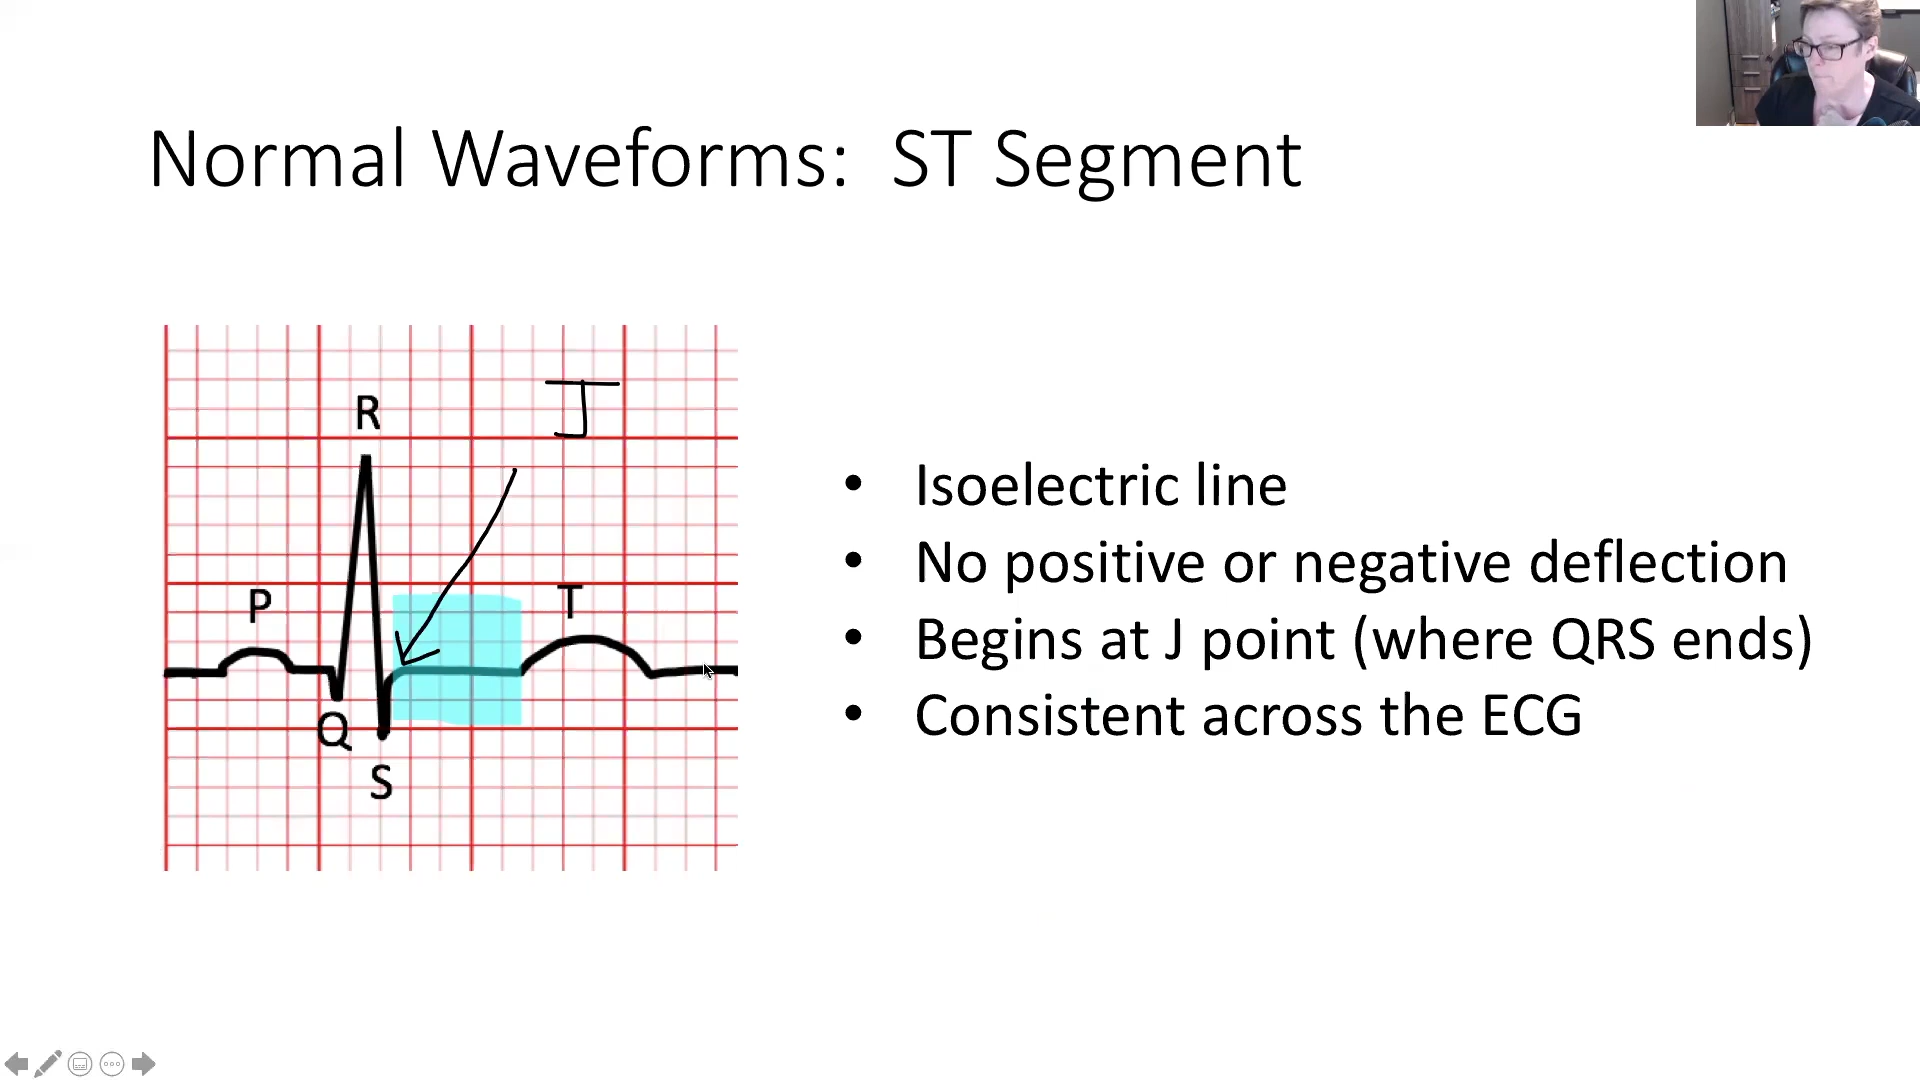 Normal Waveforms: ST Segment
J
R
P
T
Q
S
• Isoelectric line
• No positive or negative deflection
• Begins at J point (where QRS ends)
• Consistent across the ECG